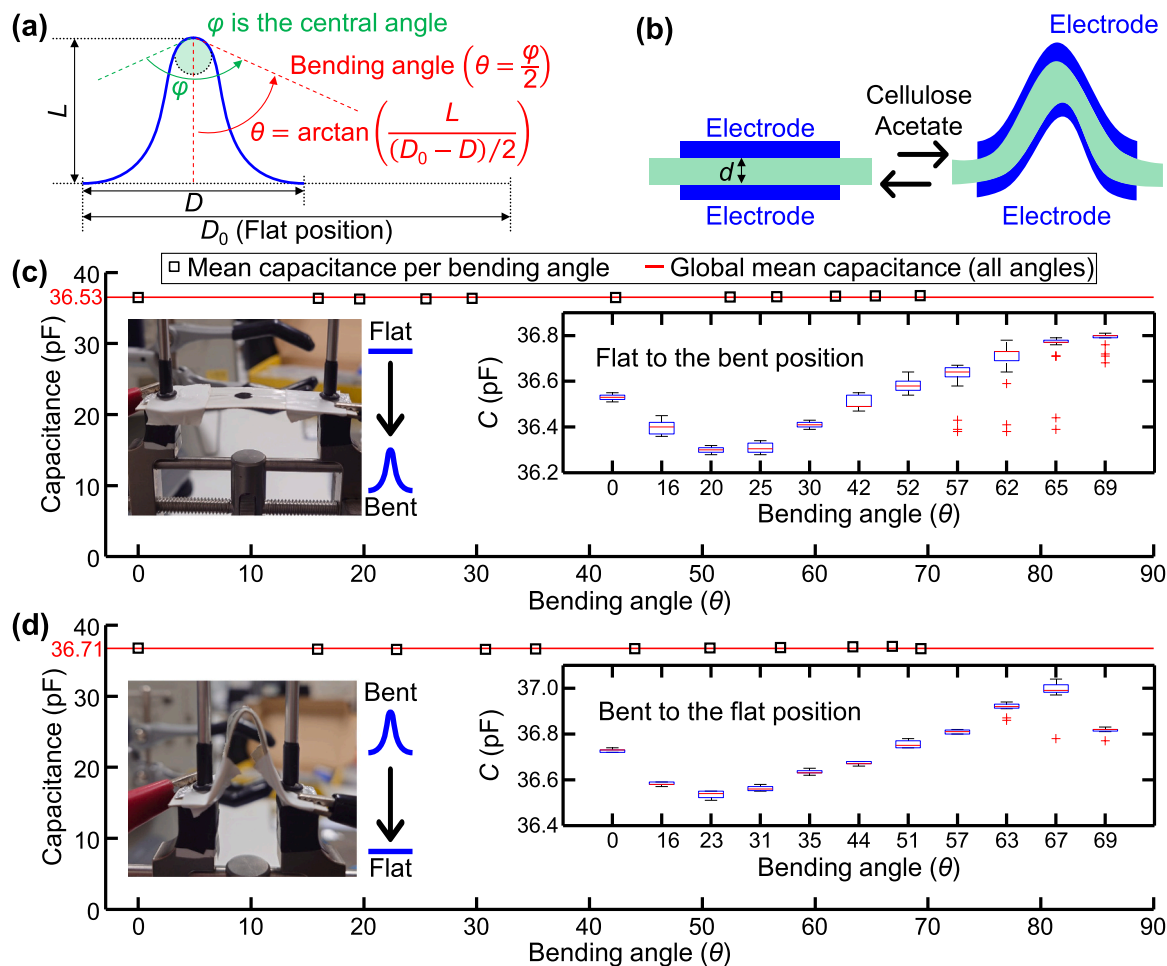 (a)
φ is the central angle
Bending angle (θ = φ/2)
φ
L
θ = arctan (L/((D₀ − D)/2))
D
D₀ (Flat position)
(b)
Electrode
Cellulose
Acetate
Electrode
d
Electrode
Electrode
(c)
Mean capacitance per bending angle
Global mean capacitance (all angles)
Capacitance (pF)
40
36.53
30
20
10
0
Flat
Bent
Flat to the bent position
C (pF)
36.8
36.6
36.4
36.2
0 16 20 25 30 42 52 57 62 65 69
Bending angle (θ)
0 10 20 30 40 50 60 70 80 90
Bending angle (θ)
(d)
Capacitance (pF)
40
36.71
30
20
10
0
Bent
Flat
Bent to the flat position
C (pF)
37.0
36.8
36.6
36.4
0 16 23 31 35 44 51 57 63 67 69
Bending angle (θ)
0 10 20 30 40 50 60 70 80 90
Bending angle (θ)